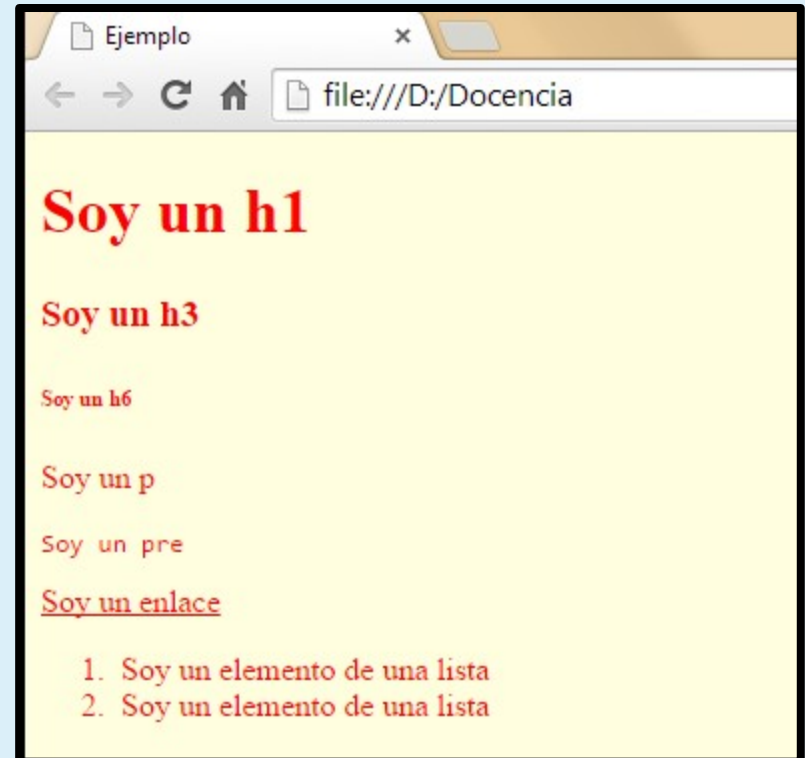 Ejemplo
file:///D:/Docencia
Soy un h1
Soy un h3
Soy un h6
Soy un p
Soy un pre
Soy un enlace
1. Soy un elemento de una lista
2. Soy un elemento de una lista